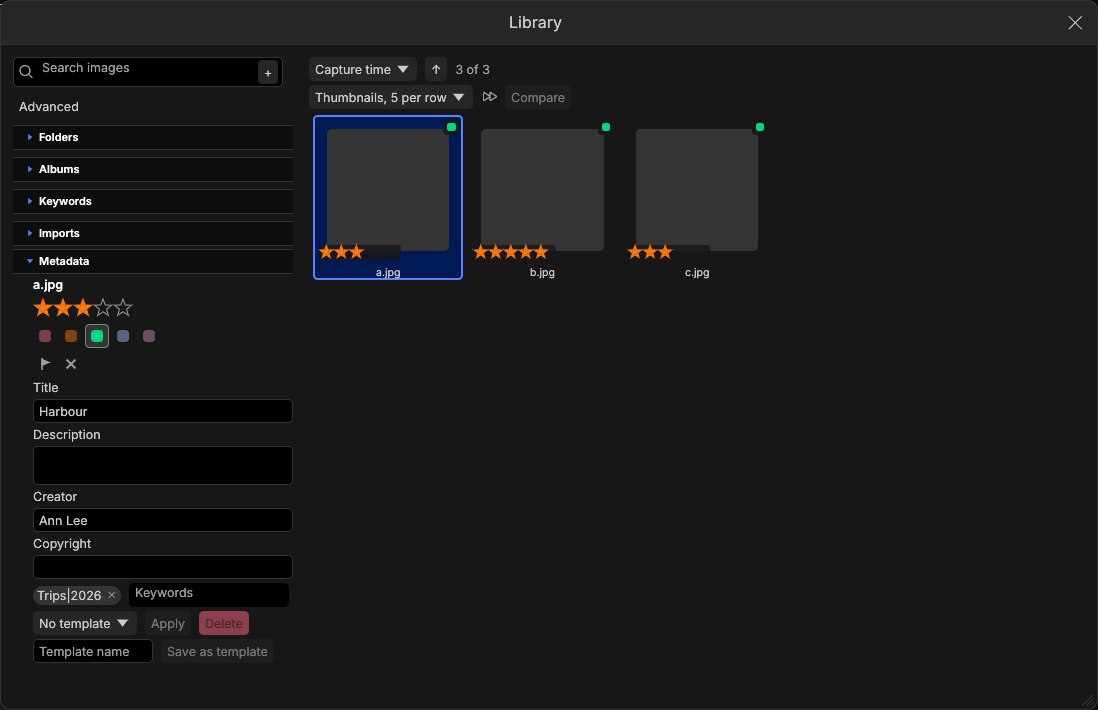 Library
Search images
+
Advanced
Folders
Albums
Keywords
Imports
Metadata
a.jpg
Title
Harbour
Description
Creator
Ann Lee
Copyright
Trips|2026 ×
Keywords
No template
Apply
Delete
Template name
Save as template
Capture time
3 of 3
Thumbnails, 5 per row
Compare
a.jpg
b.jpg
c.jpg